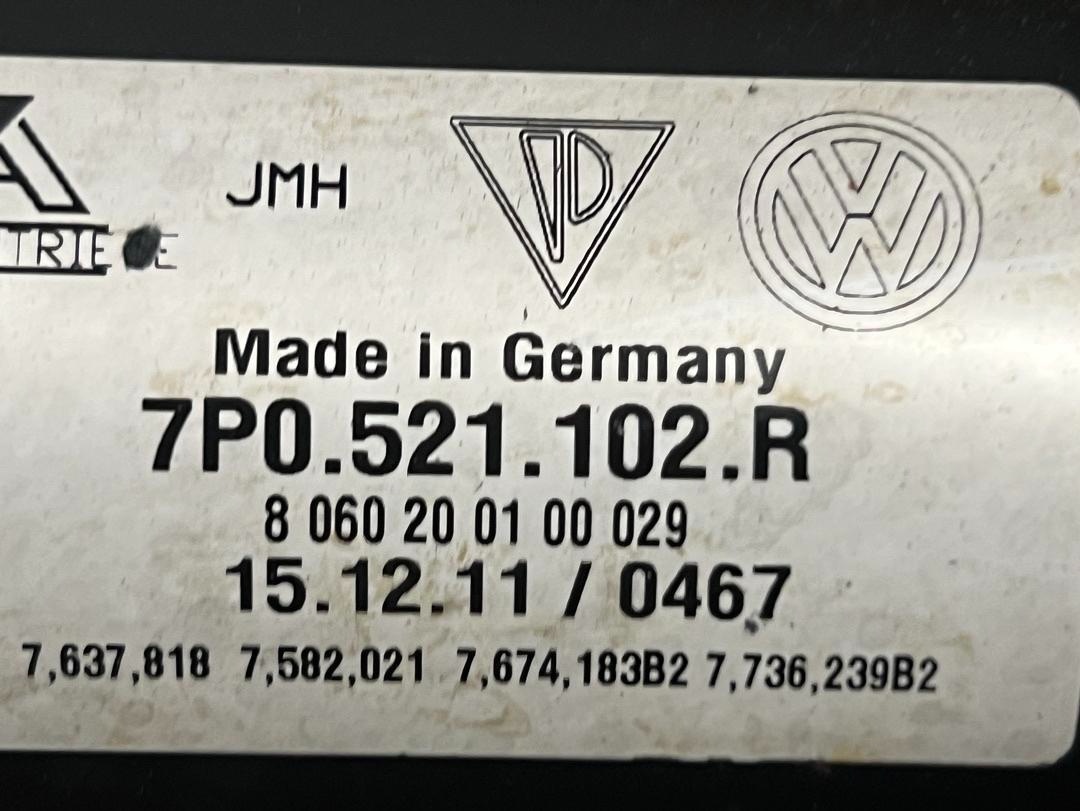 JMH
TRIE
Made in Germany
7P0.521.102.R
8 060 20 01 00 029
15.12.11 / 0467
7,637,818 7,582,021 7,674,183B2 7,736,239B2